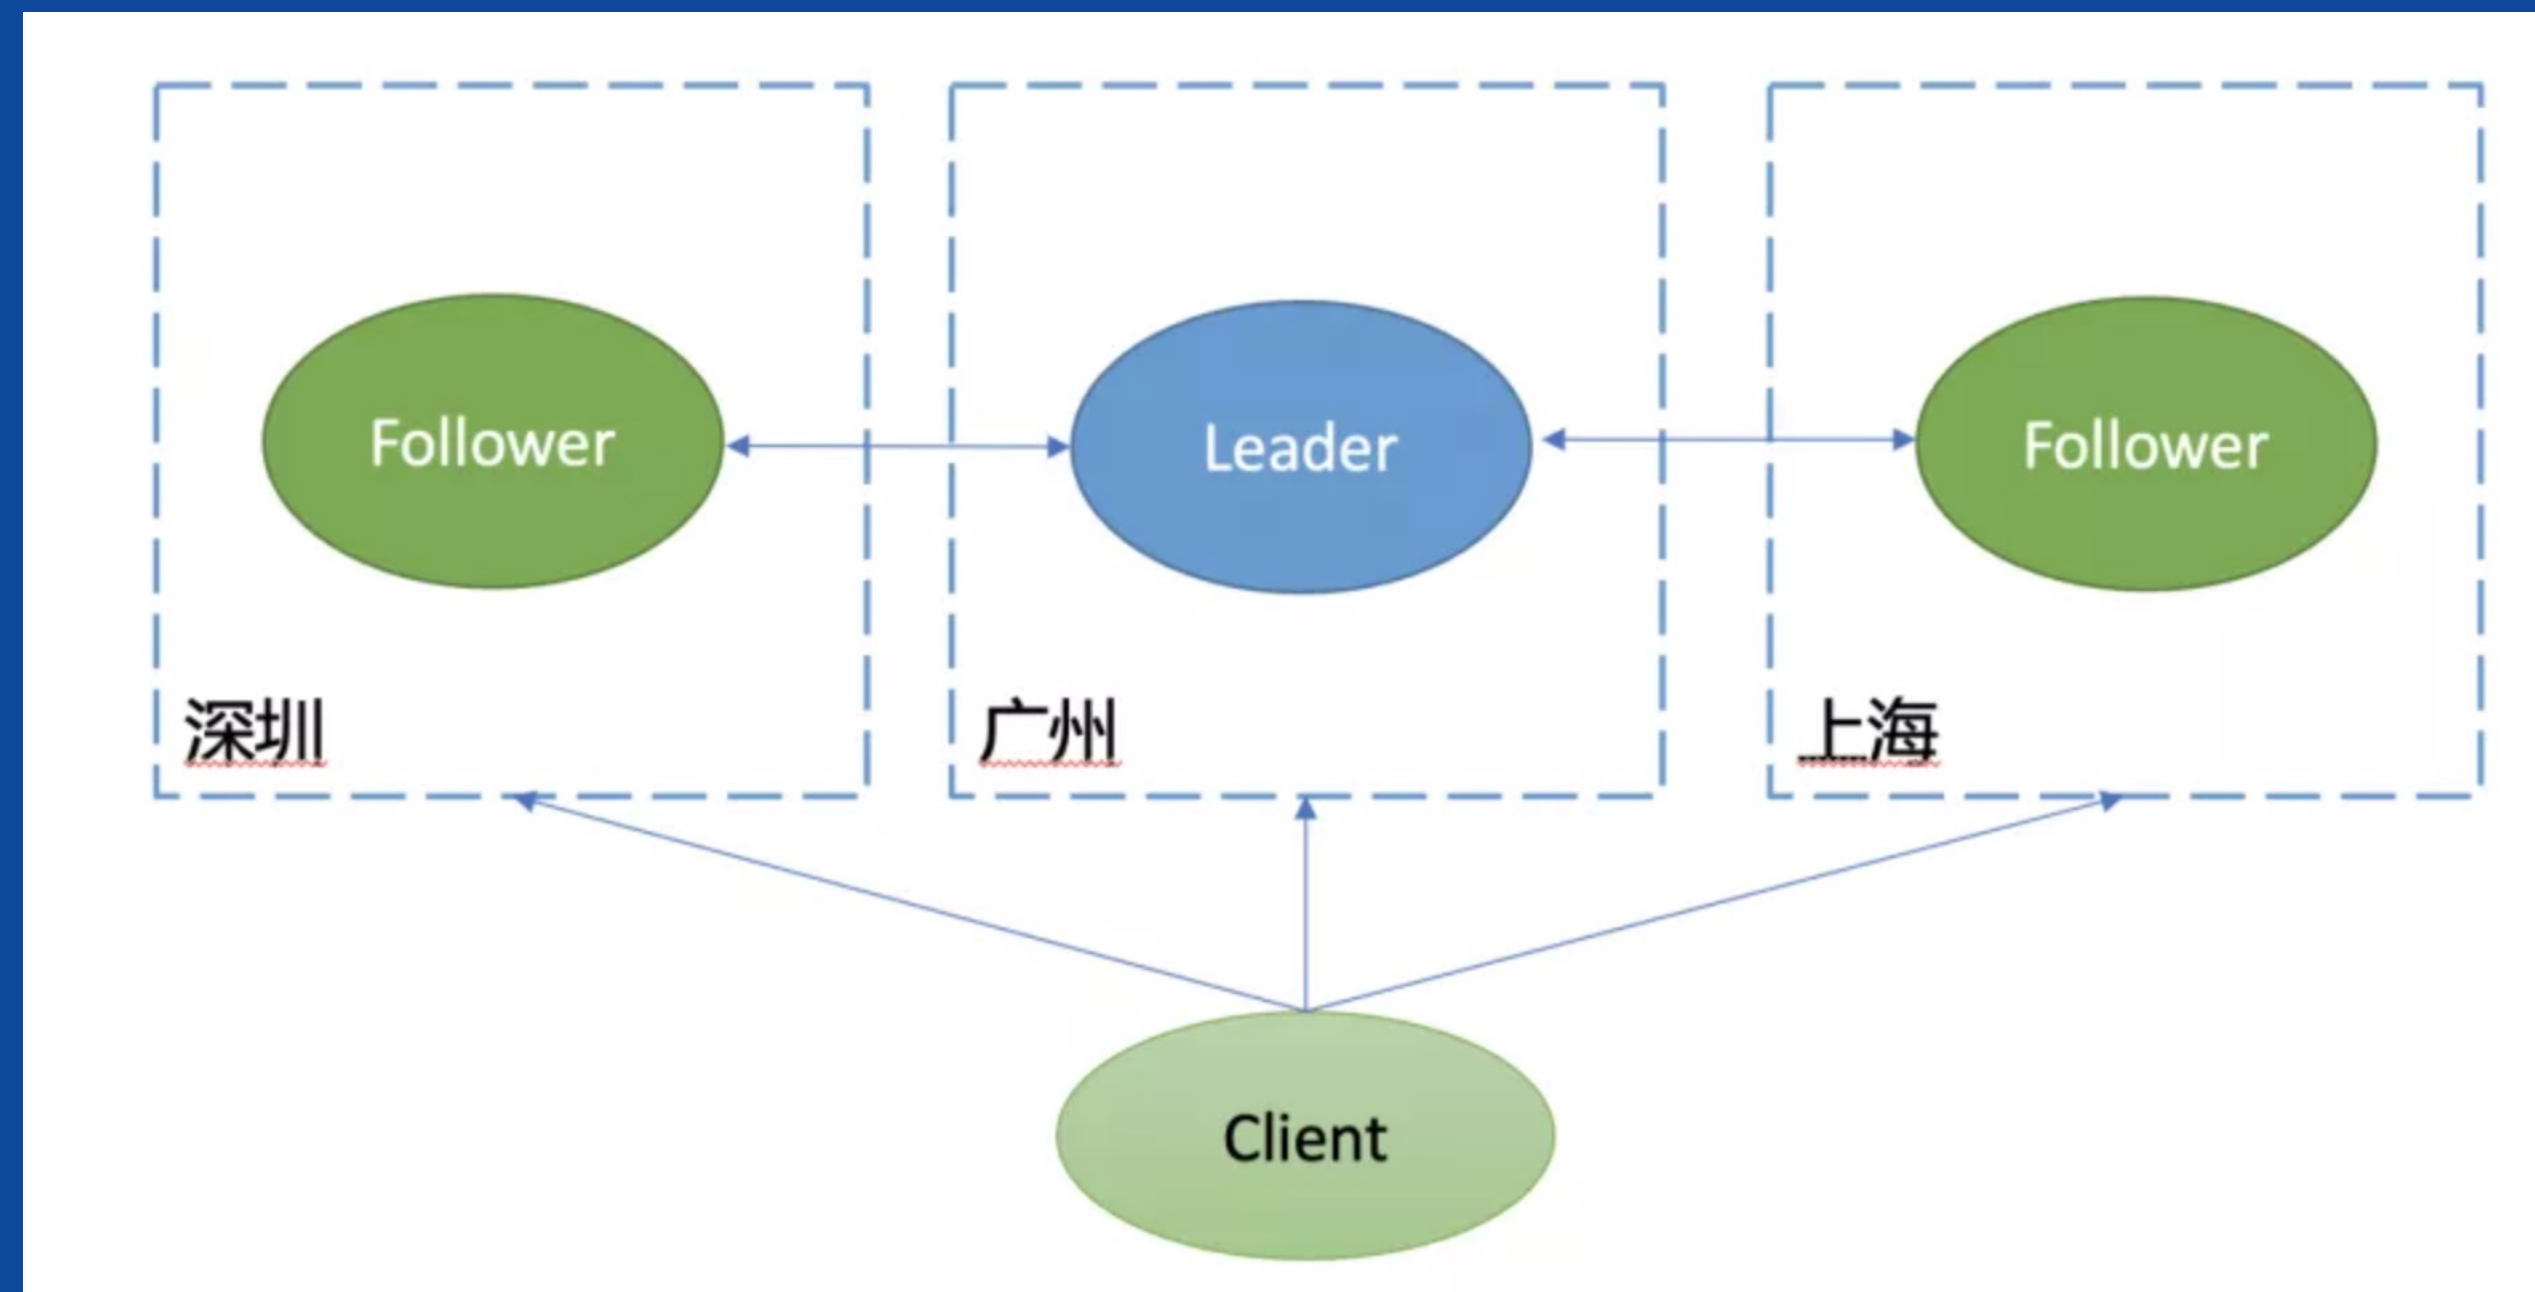 Follower
Leader
Follower
深圳
广州
上海
Client